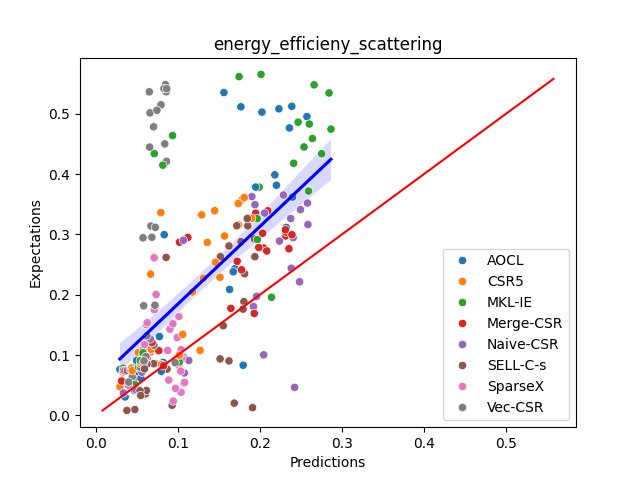 energy_efficieny_scattering
Expectations
0.5
0.4
0.3
0.2
0.1
0.0
AOCL
CSR5
MKL-IE
Merge-CSR
Naive-CSR
SELL-C-s
SparseX
Vec-CSR
0.0 0.1 0.2 0.3 0.4 0.5
Predictions